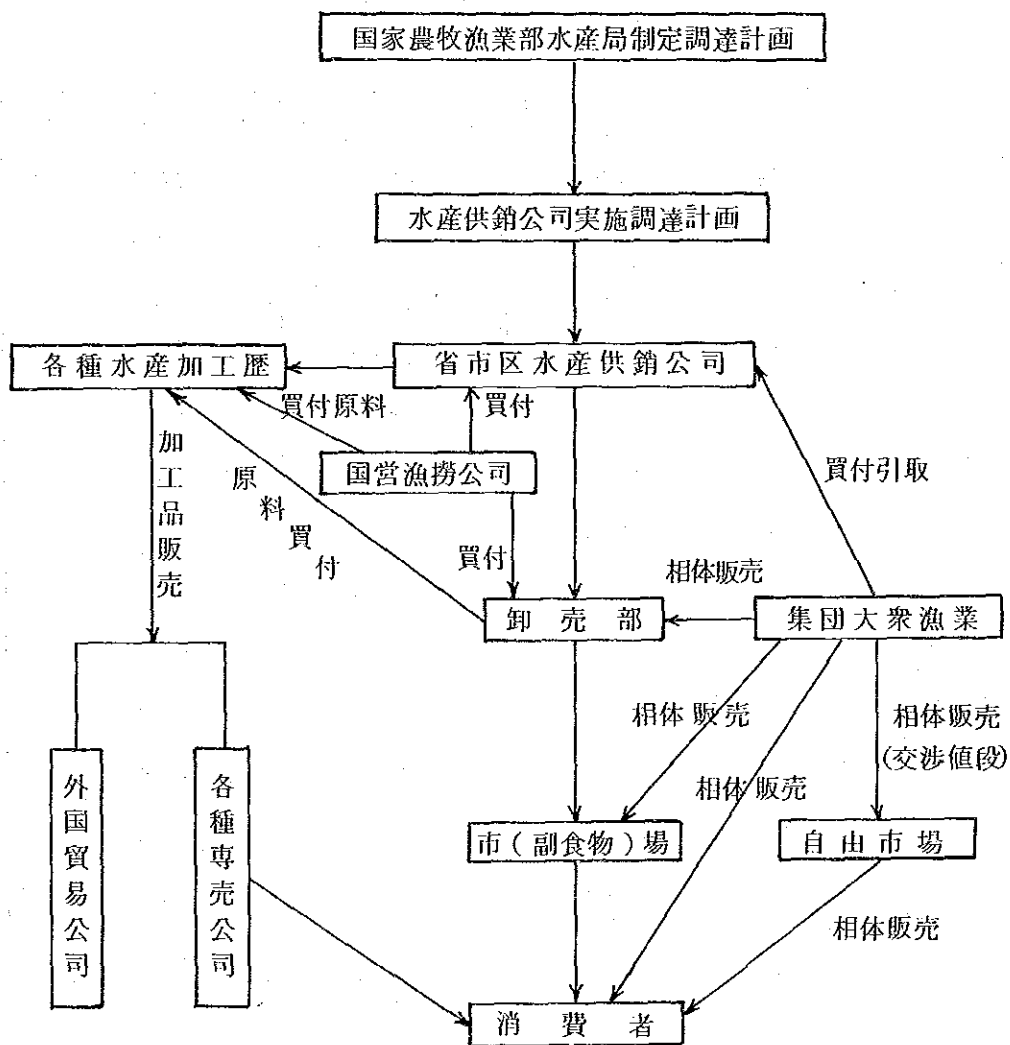 国家農牧漁業部水産局制定調達計画
水産供銷公司実施調達計画
各種水産加工歴
省市区水産供銷公司
買付原料
買付
国営漁撈公司
買付引取
加工品販売
原料買付
買付
相体販売
卸売部
集団大衆漁業
相体販売
相体販売
(交渉値段)
相体販売
外国貿易公司
各種専売公司
市(副食物)場
自由市場
相体販売
消費者